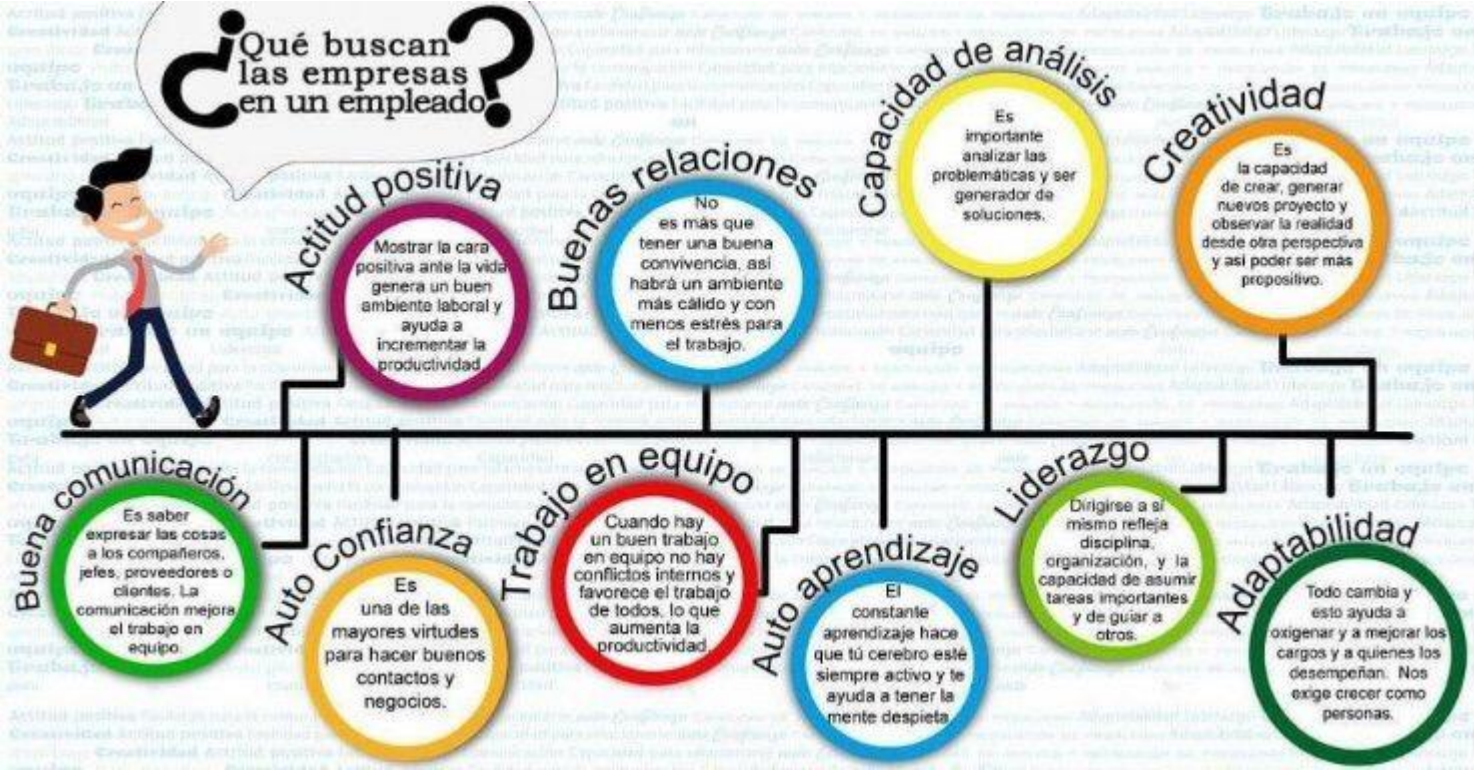 ¿Qué buscan
las empresas
en un empleado?
Actitud positiva
Mostrar la cara
positiva ante la vida
genera un buen
ambiente laboral y
ayuda a
incrementar la
productividad
Buenas relaciones
No
es más que
tener una buena
convivencia, así
habrá un ambiente
más cálido y con
menos estrés para
el trabajo.
Capacidad de análisis
Es
importante
analizar las
problemáticas y ser
generador de
soluciones.
Creatividad
Es
la capacidad
de crear, generar
nuevos proyecto y
observar la realidad
desde otra perspectiva
y así poder ser más
propositivo.
Buena comunicación
Es saber
expresar las cosas
a los compañeros,
jefes, proveedores o
clientes. La
comunicación mejora
el trabajo en
equipo.
Auto Confianza
Es
una de las
mayores virtudes
para hacer buenos
contactos y
negocios.
Trabajo en equipo
Cuando hay
un buen trabajo
en equipo no hay
conflictos internos y
favorece el trabajo
de todos, lo que
aumenta la
productividad
Auto aprendizaje
El
constante
aprendizaje hace
que tú cerebro esté
siempre activo y te
ayuda a tener la
mente despieta
Liderazgo
Dirigirse a sí
mismo refleja
disciplina,
organización, y la
capacidad de asumir
tareas importantes
y de guiar a
otros.
Adaptabilidad
Todo cambia y
esto ayuda a
oxigenar y a mejorar los
cargos y a quienes los
desempeñan. Nos
exige crecer como
personas.